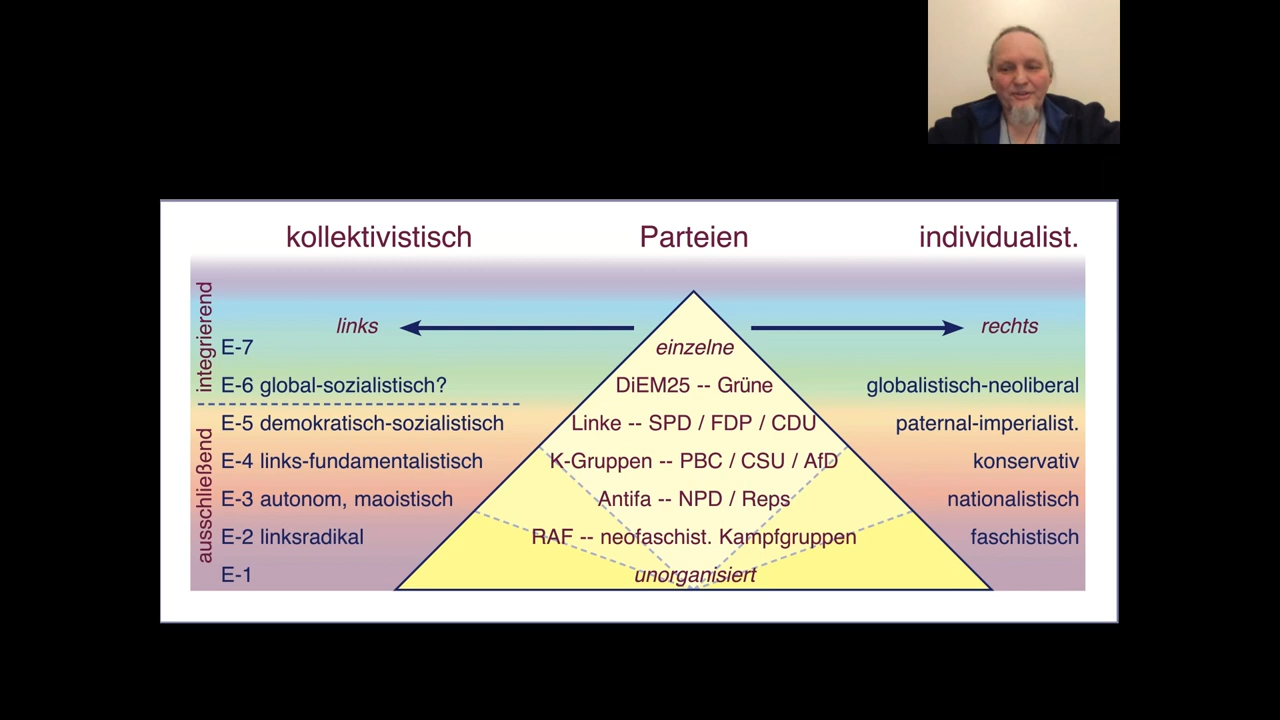 kollektivistisch Parteien individualist.
links rechts
integrierend
E-7 einzelne
E-6 global-sozialistisch? DiEM25 -- Grüne globalistisch-neoliberal
ausschließend
E-5 demokratisch-sozialistisch Linke -- SPD / FDP / CDU paternal-imperialist.
E-4 links-fundamentalistisch K-Gruppen -- PBC / CSU / AfD konservativ
E-3 autonom, maoistisch Antifa -- NPD / Reps nationalistisch
E-2 linksradikal RAF -- neofaschist. Kampfgruppen faschistisch
E-1 unorganisiert